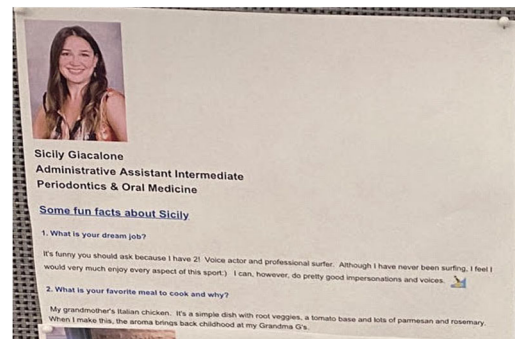 Sicily Giacalone
Administrative Assistant Intermediate
Periodontics & Oral Medicine
Some fun facts about Sicily
1. What is your dream job?
It's funny you should ask because I have 2! Voice actor and professional surfer. Although I have never been surfing, I feel I
would very much enjoy every aspect of this sport:) I can, however, do pretty good impersonations and voices.
2. What is your favorite meal to cook and why?
My grandmother's Italian chicken. It's a simple dish with root veggies, a tomato base and lots of parmesan and rosemary.
When I make this, the aroma brings back childhood at my Grandma G's.